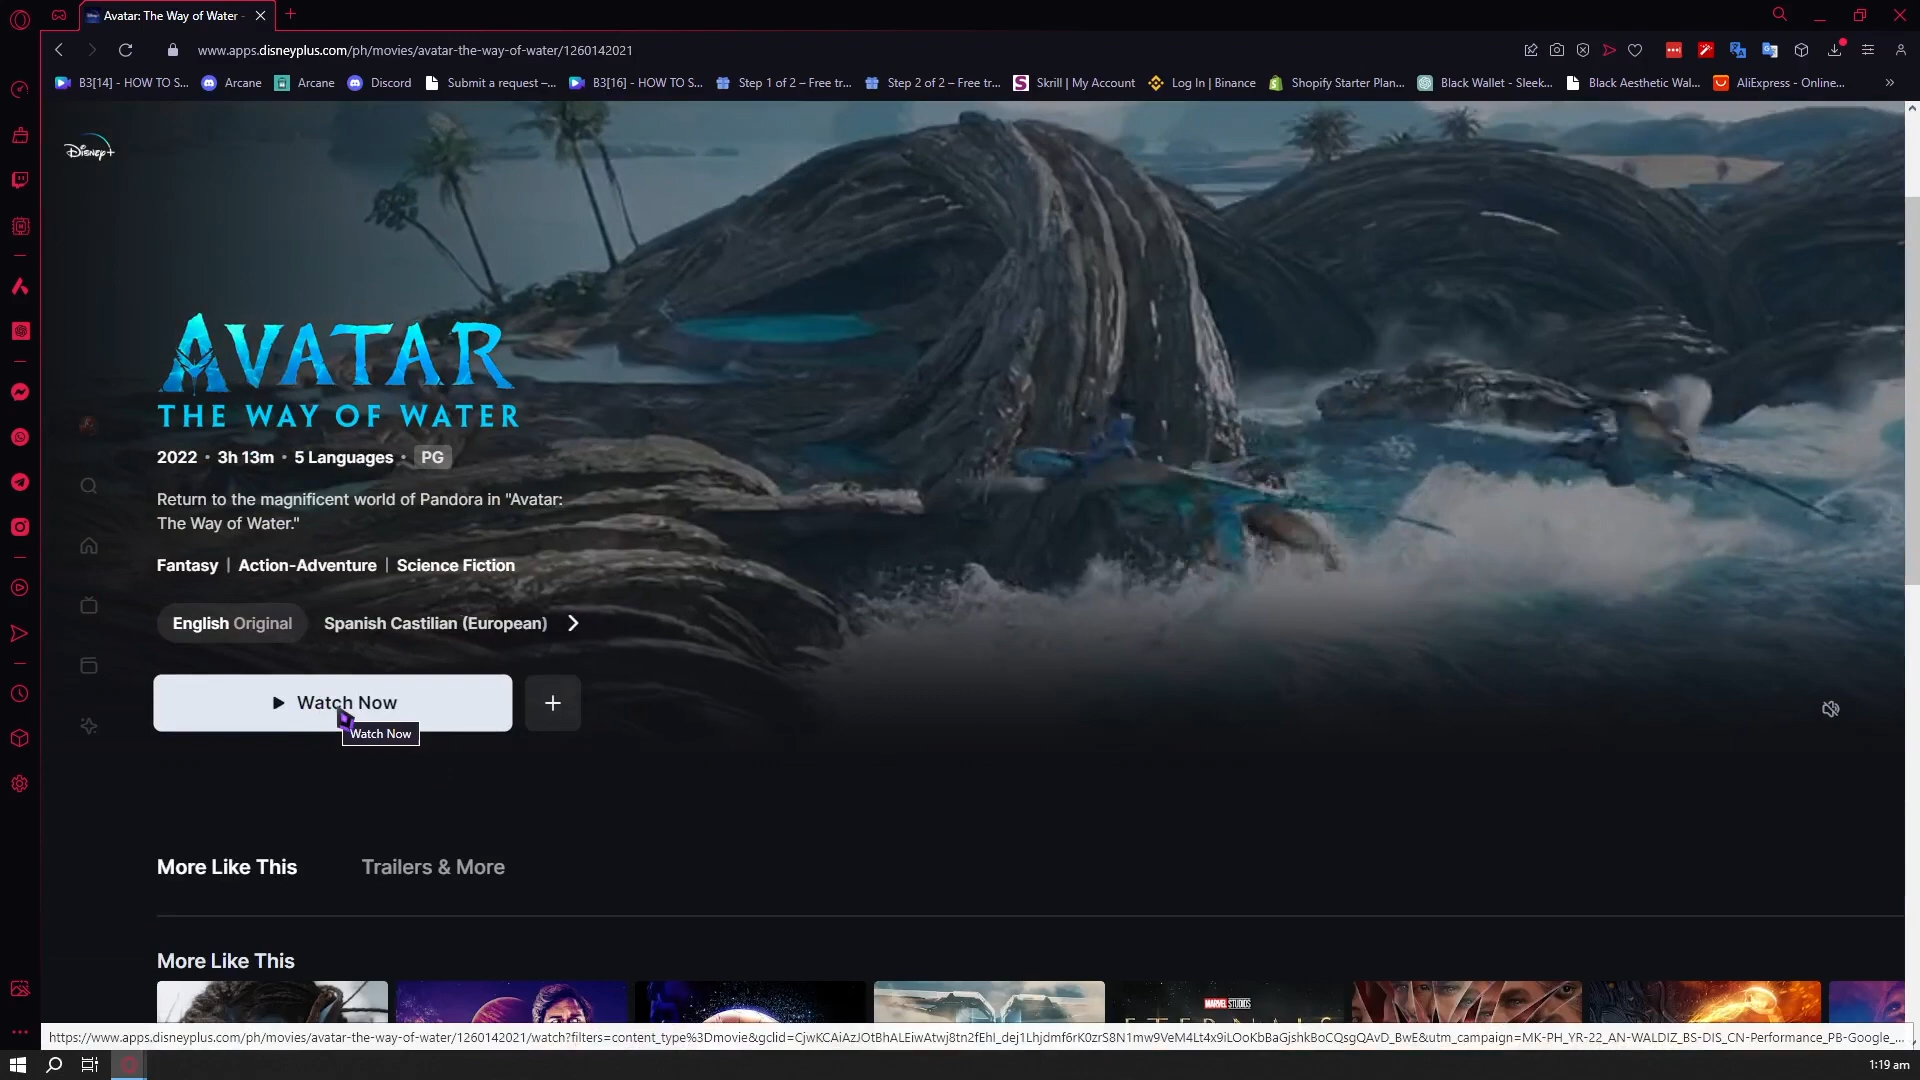 Avatar: The Way of Water -
www.apps.disneyplus.com/ph/movies/avatar-the-way-of-water/1260142021
B3[14] - HOW TO S...
Arcane
Arcane
Discord
Submit a request –...
B3[16] - HOW TO S...
Step 1 of 2 – Free tr...
Step 2 of 2 – Free tr...
Skrill | My Account
Log In | Binance
Shopify Starter Plan...
Black Wallet - Sleek...
Black Aesthetic Wal...
AliExpress - Online...
Disney+
AVATAR
THE WAY OF WATER
2022 • 3h 13m • 5 Languages • PG
Return to the magnificent world of Pandora in "Avatar:
The Way of Water."
Fantasy | Action-Adventure | Science Fiction
English Original Spanish Castilian (European)
Watch Now
Watch Now
More Like This Trailers & More
More Like This
MARVEL STUDIOS
ETERNALS
https://www.apps.disneyplus.com/ph/movies/avatar-the-way-of-water/1260142021/watch?filters=content_type%3Dmovie&gclid=CjwKCAiAzJOtBhALEiwAtwj8tn2fEhl_dej1Lhjdmf6rK0zrS8N1mw9VeM4Lt4x9iLOoKbBaGjshkBoCQsgQAvD_BwE&utm_campaign=MK-PH_YR-22_AN-WALDIZ_BS-DIS_CN-Performance_PB-Google_...
1:19 am